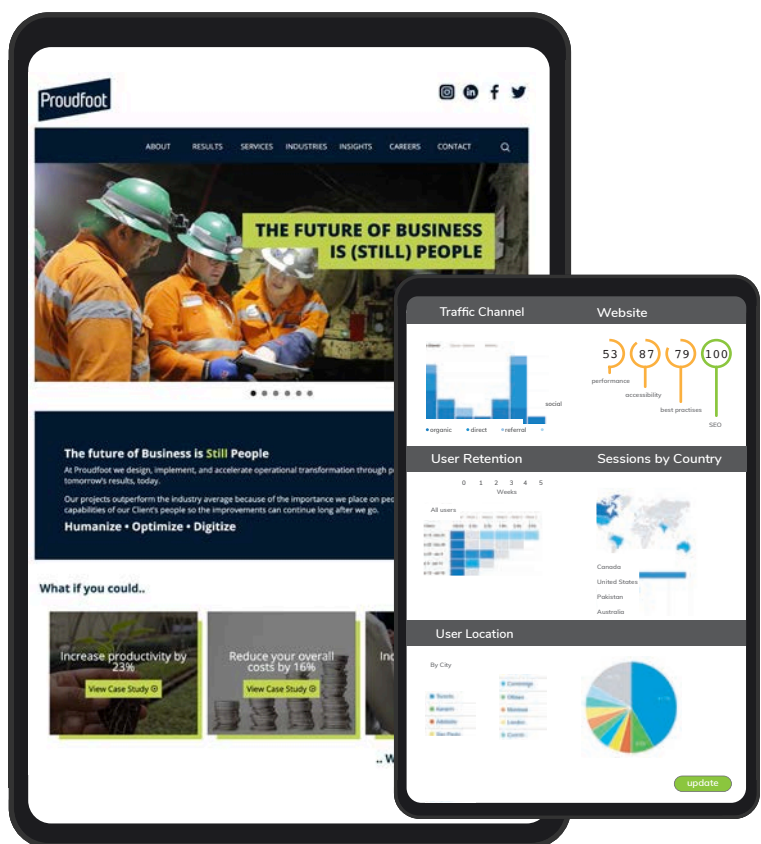 Proudfoot
ABOUT RESULTS SERVICES INDUSTRIES INSIGHTS CAREERS CONTACT
THE FUTURE OF BUSINESS
IS (STILL) PEOPLE
The future of Business is Still People
At Proudfoot we design, implement, and accelerate operational transformation through
tomorrow's results, today.
Our projects outperform the industry average because of the importance we place on
capabilities of our Client's people so the improvements can continue long after we go.
Humanize • Optimize • Digitize
What if you could..
Increase productivity by
23%
View Case Study
Reduce your overall
costs by 16%
View Case Study
Traffic Channel
social
organic direct referral
Website
53 87 79 100
performance
accessibility
best practises
SEO
User Retention
0 1 2 3 4 5
Weeks
All users
Sessions by Country
Canada
United States
Pakistan
Australia
User Location
By City
Toronto
Cambridge
Ottawa
Montreal
London
update